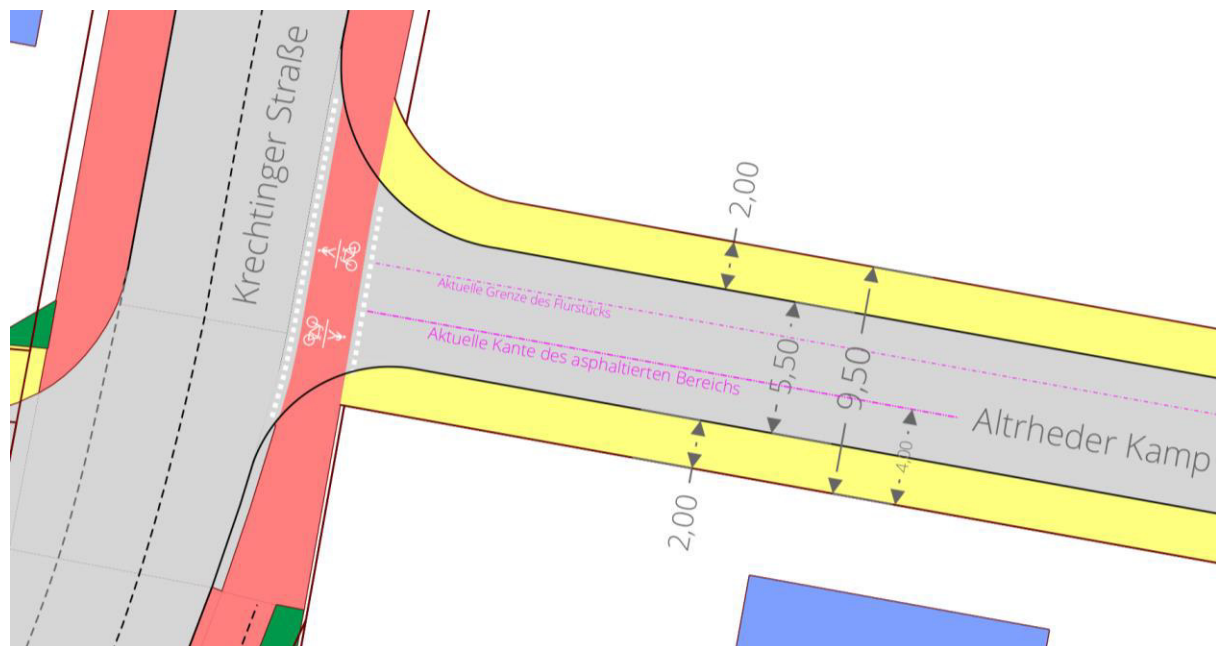 Krechtinger Straße
2,00
Aktuelle Grenze des Flurstücks
Aktuelle Kante des asphaltierten Bereichs
5,50
9,50
4,00
Altrheder Kamp
2,00